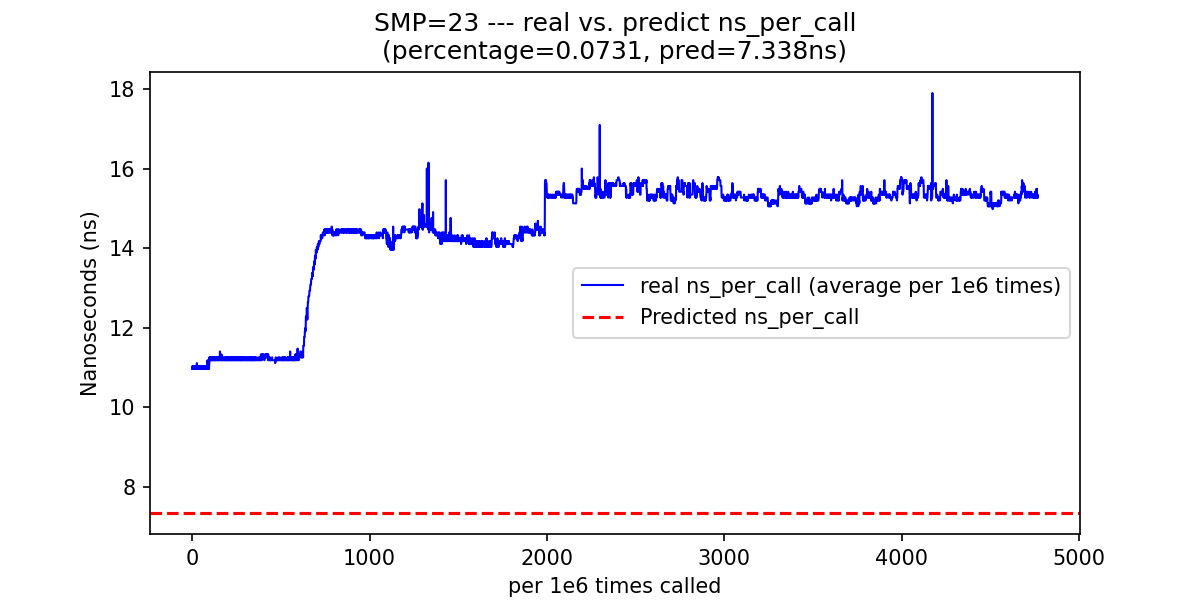 SMP=23 --- real vs. predict ns_per_call
(percentage=0.0731, pred=7.338ns)
Nanoseconds (ns)
18
16
14
12
10
8
real ns_per_call (average per 1e6 times)
Predicted ns_per_call
0 1000 2000 3000 4000 5000
per 1e6 times called